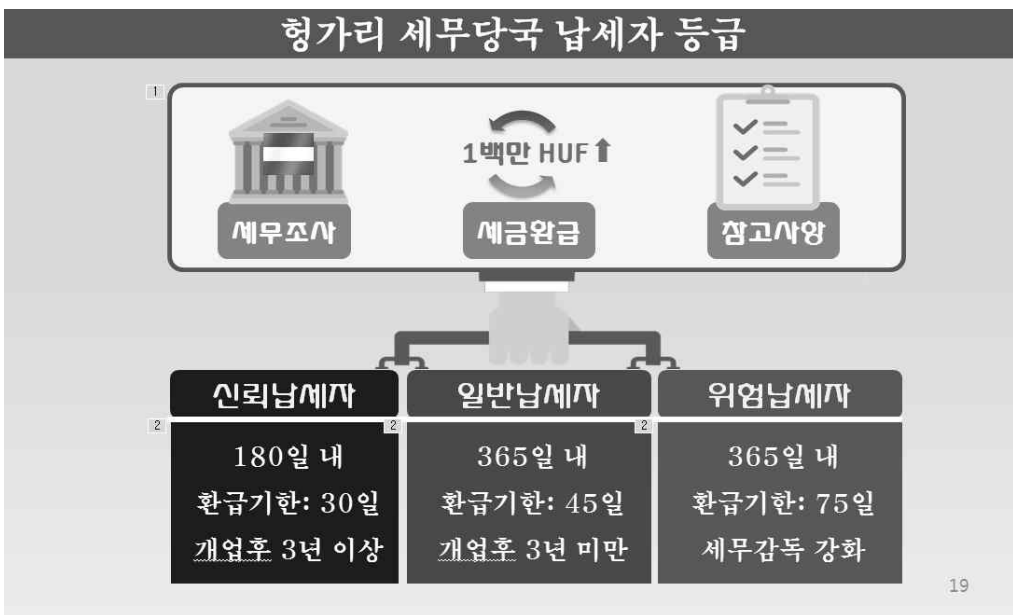 헝가리 세무당국 납세자 등급
1
1백만 HUF⬆
세무조사
세금환급
참고사항
신뢰납세자
일반납세자
위험납세자
2
2
2
180일 내
환급기한: 30일
개업후 3년 이상
365일 내
환급기한: 45일
개업후 3년 미만
365일 내
환급기한: 75일
세무감독 강화
19